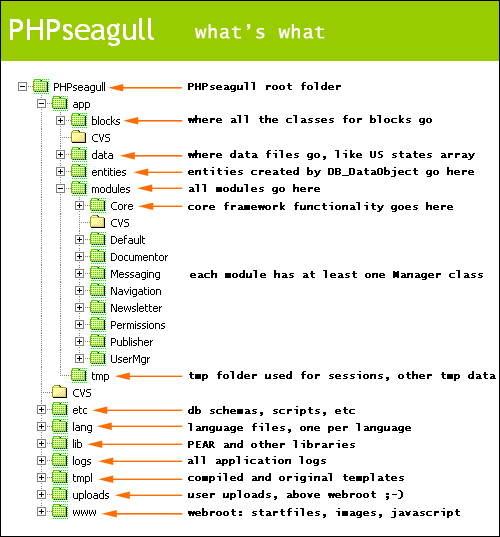 PHPseagull what's what
PHPseagull PHPseagull root folder
app
blocks where all the classes for blocks go
CVS
data where data files go, like US states array
entities entities created by DB_DataObject go here
modules all modules go here
Core core framework functionality goes here
CVS
Default
Documentor
Messaging each module has at least one Manager class
Navigation
Newsletter
Permissions
Publisher
UserMgr
tmp tmp folder used for sessions, other tmp data
CVS
etc db schemas, scripts, etc
lang language files, one per language
lib PEAR and other libraries
logs all application logs
tmpl compiled and original templates
uploads user uploads, above webroot ;-)
www webroot: startfiles, images, javascript